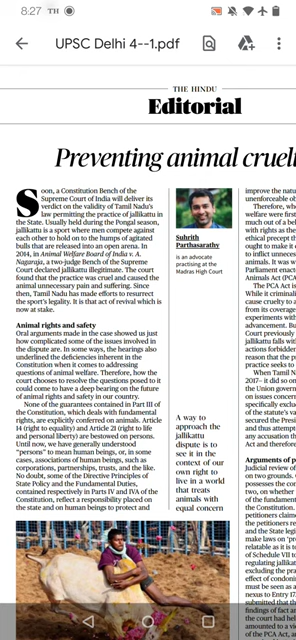 8:27 TH
UPSC Delhi 4--1.pdf
THE HINDU
Editorial
Preventing animal cruel
Soon, a Constitution Bench of the
Supreme Court of India will deliver its
verdict on the validity of Tamil Nadu's
law permitting the practice of jallikattu in
the State. Usually held during the Pongal season,
jallikattu is a sport where men compete against
each other to hold on to the humps of agitated
bulls that are released into an open arena. In
2014, in Animal Welfare Board of India v. A.
Nagaraja, a two-judge Bench of the Supreme
Court declared jallikattu illegitimate. The court
found that the practice was cruel and caused the
animal unnecessary pain and suffering. Since
then, Tamil Nadu has made efforts to resurrect
the sport's legality. It is that act of revival which is
now at stake.
Animal rights and safety
Oral arguments made in the case showed us just
how complicated some of the issues involved in
the dispute are. In some ways, the hearings also
underlined the deficiencies inherent in the
Constitution when it comes to addressing
questions of animal welfare. Therefore, how the
court chooses to resolve the questions posed to it
could come to have a deep bearing on the future
of animal rights and safety in our country.
None of the guarantees contained in Part III of
the Constitution, which deals with fundamental
rights, are explicitly conferred on animals. Article
14 (right to equality) and Article 21 (right to life
and personal liberty) are bestowed on persons.
Until now, we have generally understood
"persons" to mean human beings, or, in some
cases, associations of human beings, such as
corporations, partnerships, trusts, and the like.
No doubt, some of the Directive Principles of
State Policy and the Fundamental Duties,
contained respectively in Parts IV and IVA of the
Constitution, reflect a responsibility placed on
the state and on human beings to protect and
Suhrith
Parthasarathy
is an advocate
practising at the
Madras High Court
A way to
approach the
jallikattu
dispute is to
see it in the
context of our
own right to
live in a world
that treats
animals with
equal concern
improve the natu
unenforceable ob
Therefore, whe
welfare were first
much out of a bel
with rights as the
ethical precept th
ought to make it o
to inflict unnecess
animals. It was wi
Parliament enacte
Animals Act (PCA
The PCA Act is
While it criminali
cause cruelty to a
from its coverage
experiments with
advancement. Bu
Court previously
jallikattu falls wit
actions forbidden
reason that the p
practice seeks to
When Tamil N
2017– it did so on
the Union govern
on issues concern
specifically exclu
of the statute's va
secured the Presi
and thus attempt
any accusation th
Act and therefore
Arguments of p
Judicial review of
on two grounds.
possesses the con
two, on whether
of the fundamen
the Constitution.
petitioners claime
the petitioners re
and the State legi
make laws on 'pre
relatable as it is to
of Schedule VII to
regulating jallikat
excluding the pra
effect of condonin
must be seen as a
nexus to Entry 17.
submitted that th
findings of fact an
the court had hel
amounted to a vi
of the PCA Act,